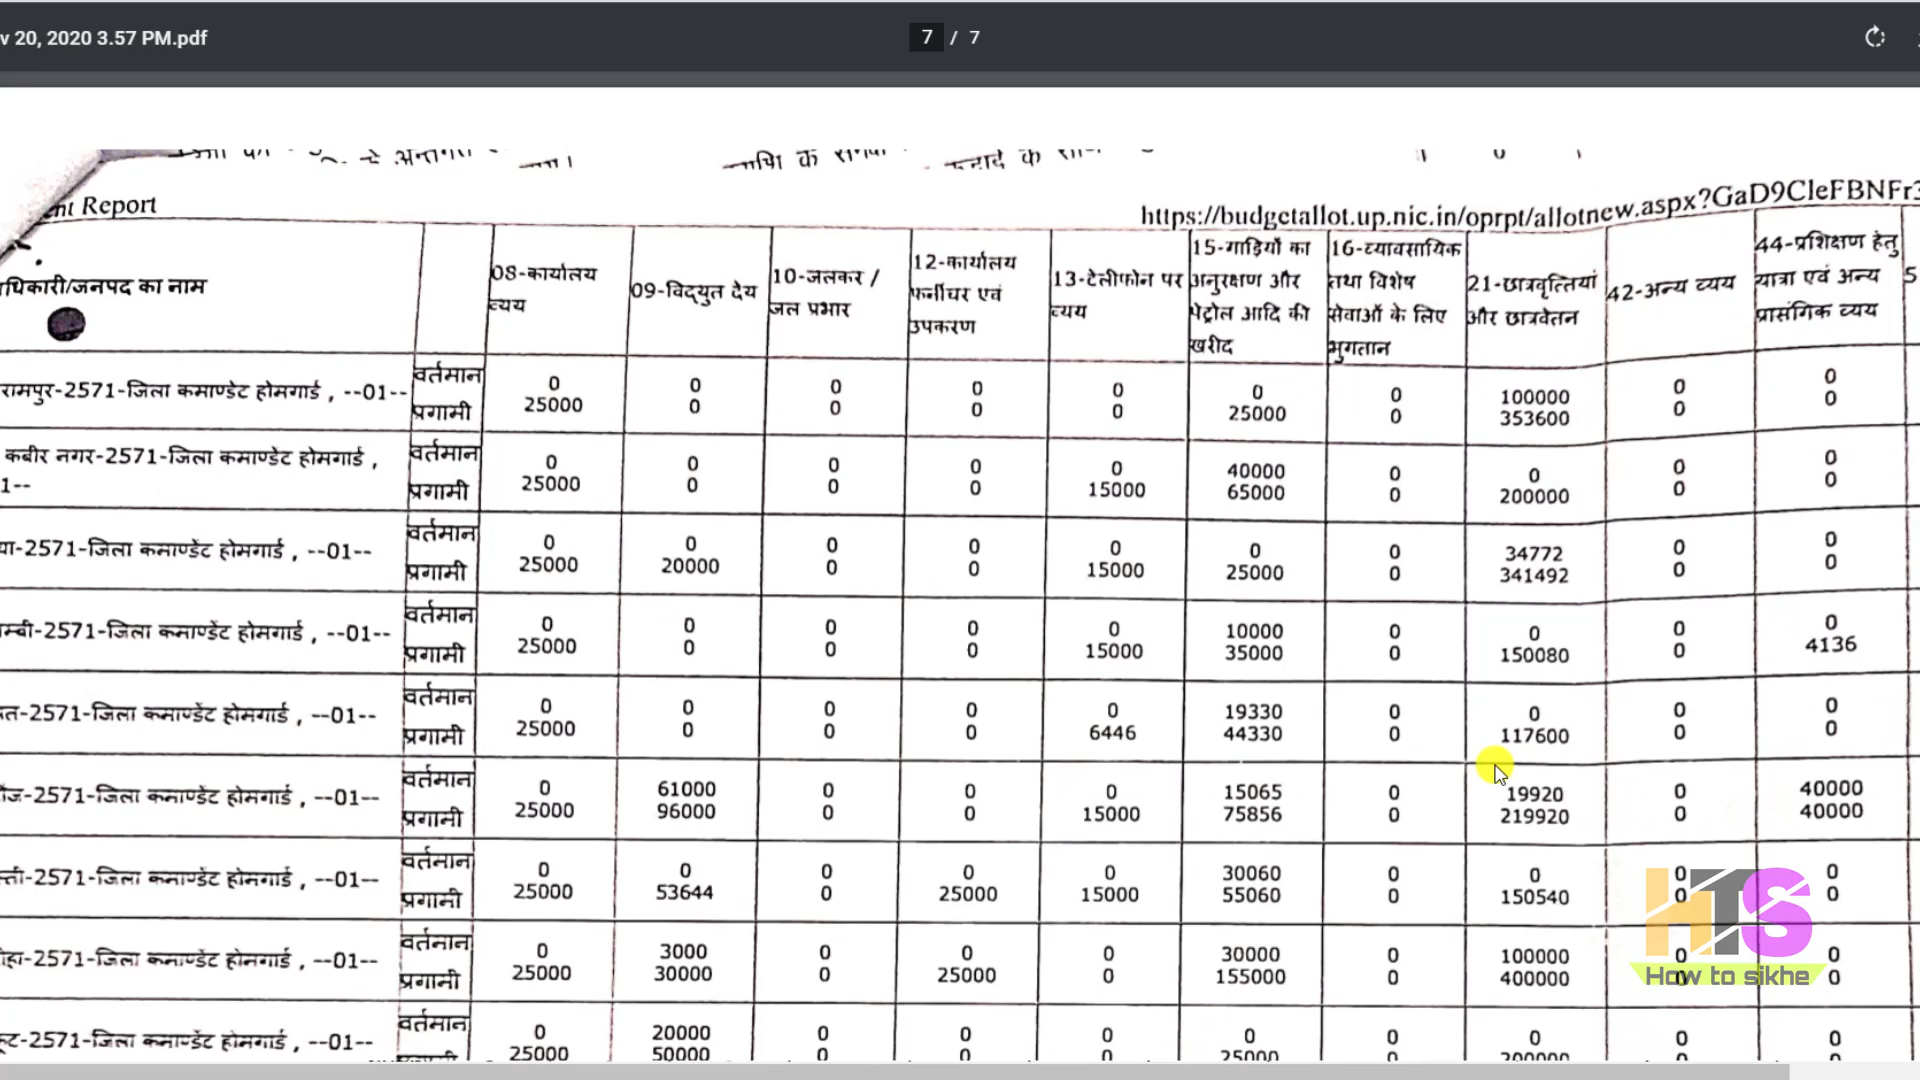 v 20, 2020 3.57 PM.pdf
7 / 7
nt Report
https://budgetallot.up.nic.in/oprpt/allotnew.aspx?GaD9CleFBNFr3
धिकारी/जनपद का नाम
08-कार्यालय व्यय
09-विद्युत देय
10-जलकर / जल प्रभार
12-कार्यालय फर्नीचर एवं उपकरण
13-टेलीफोन पर व्यय
15-गाड़ियों का अनुरक्षण और पेट्रोल आदि की खरीद
16-व्यावसायिक तथा विशेष सेवाओं के लिए भुगतान
21-छात्रवृत्तियां और छात्रवेतन
42-अन्य व्यय
44-प्रशिक्षण हेतु यात्रा एवं अन्य प्रासंगिक व्यय
5
रामपुर-2571-जिला कमाण्डेंट होमगार्ड , --01--
वर्तमान 0 0 0 0 0 0 0 100000 0 0
प्रगामी 25000 0 0 0 0 25000 0 353600 0 0
कबीर नगर-2571-जिला कमाण्डेंट होमगार्ड ,
1--
वर्तमान 0 0 0 0 0 40000 0 0 0 0
प्रगामी 25000 0 0 0 15000 65000 0 200000 0 0
या-2571-जिला कमाण्डेंट होमगार्ड , --01--
वर्तमान 0 0 0 0 0 0 0 34772 0 0
प्रगामी 25000 20000 0 0 15000 25000 0 341492 0 0
म्बी-2571-जिला कमाण्डेंट होमगार्ड , --01--
वर्तमान 0 0 0 0 0 10000 0 0 0 0
प्रगामी 25000 0 0 0 15000 35000 0 150080 0 4136
त-2571-जिला कमाण्डेंट होमगार्ड , --01--
वर्तमान 0 0 0 0 0 19330 0 0 0 0
प्रगामी 25000 0 0 0 6446 44330 0 117600 0 0
ौज-2571-जिला कमाण्डेंट होमगार्ड , --01--
वर्तमान 0 61000 0 0 0 15065 0 19920 0 40000
प्रगामी 25000 96000 0 0 15000 75856 0 219920 0 40000
स्ती-2571-जिला कमाण्डेंट होमगार्ड , --01--
वर्तमान 0 0 0 0 0 30060 0 0 0 0
प्रगामी 25000 53644 0 25000 15000 55060 0 150540 0 0
हा-2571-जिला कमाण्डेंट होमगार्ड , --01--
वर्तमान 0 3000 0 0 0 30000 0 100000 0 0
प्रगामी 25000 30000 0 25000 0 155000 0 400000 0 0
कूट-2571-जिला कमाण्डेंट होमगार्ड , --01--
वर्तमान 0 20000 0 0 0 0 0 0 0 0
25000 50000 0 0 0 25000 0 200000 0 0
HTS
How to sikhe